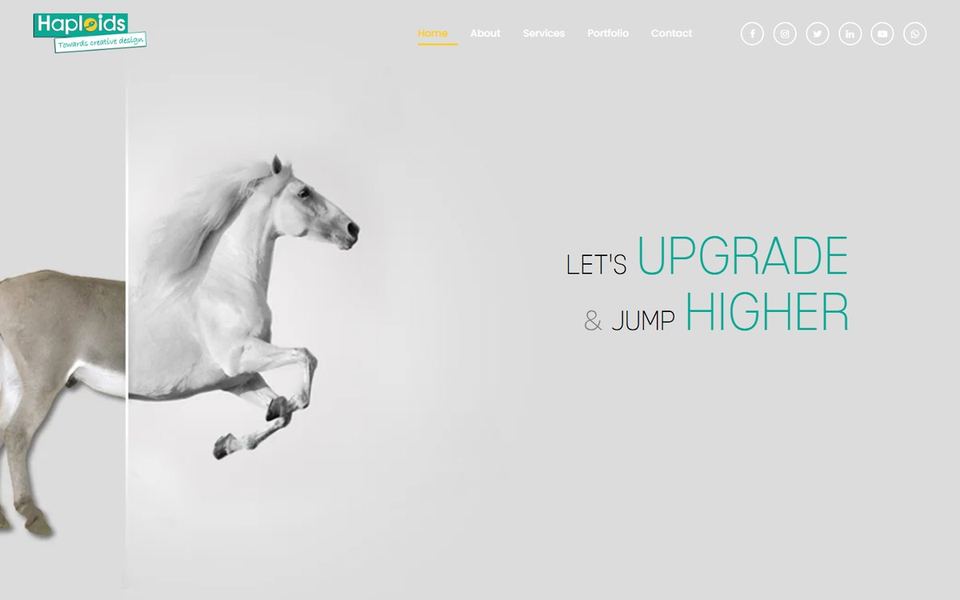 Haploids
Towards creative design
Home About Services Portfolio Contact
LET'S UPGRADE
& JUMP HIGHER